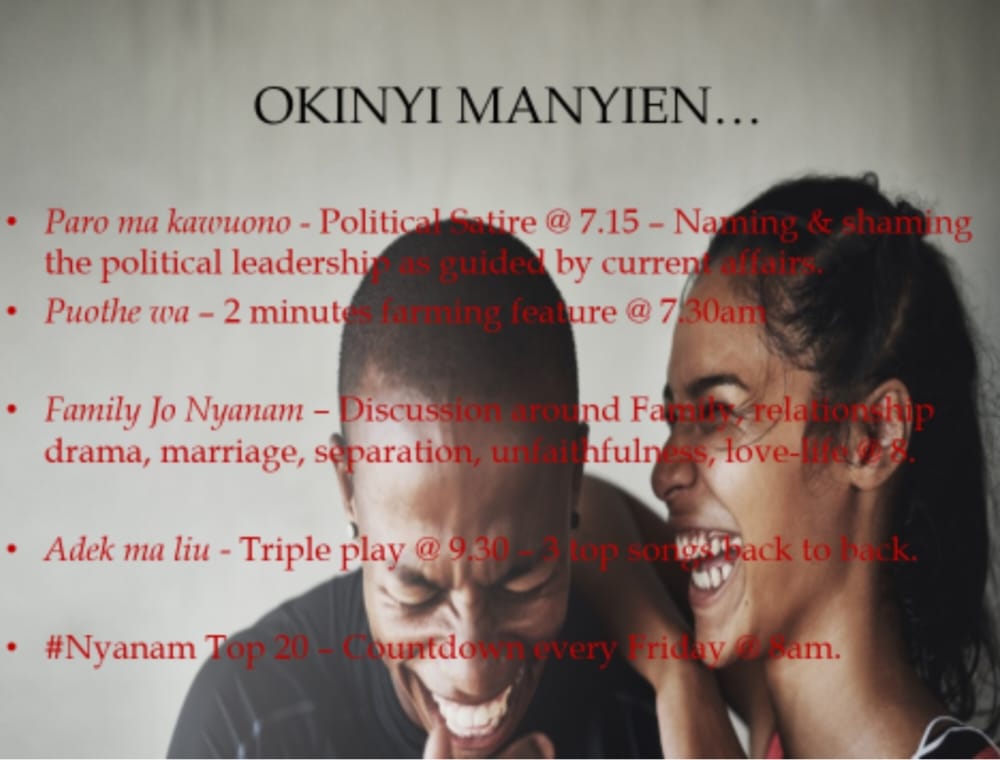 OKINYI MANYIEN…
• Paro ma kawuono - Political Satire @ 7.15 – Naming & shaming
the political leadership as guided by current affairs.
• Puothe wa – 2 minutes farming feature @ 7.30am
• Family Jo Nyanam – Discussion around Family, relationship
drama, marriage, separation, unfaithfulness, love-life @ 8.
• Adek ma liu - Triple play @ 9.30 – 3 top songs back to back.
• #Nyanam Top 20 – Countdown every Friday @ 8am.